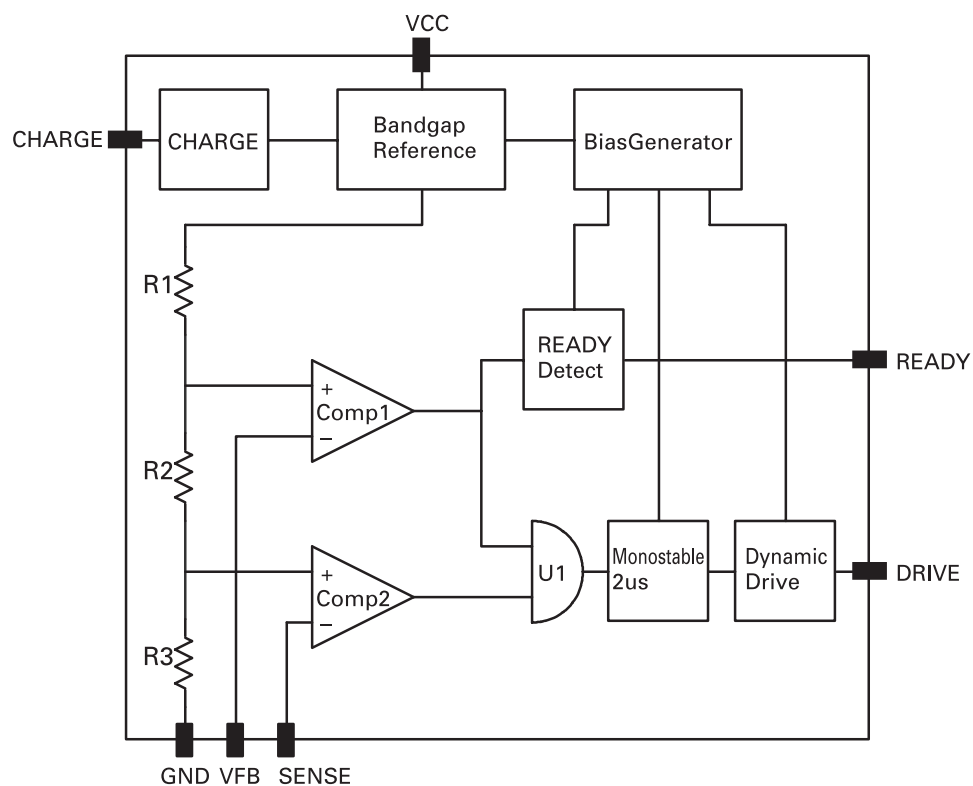 VCC
CHARGE
CHARGE
Bandgap
Reference
BiasGenerator
R1
READY
Detect
READY
+
Comp1
−
R2
+
Comp2
−
U1
Monostable
2us
Dynamic
Drive
DRIVE
R3
GND
VFB
SENSE